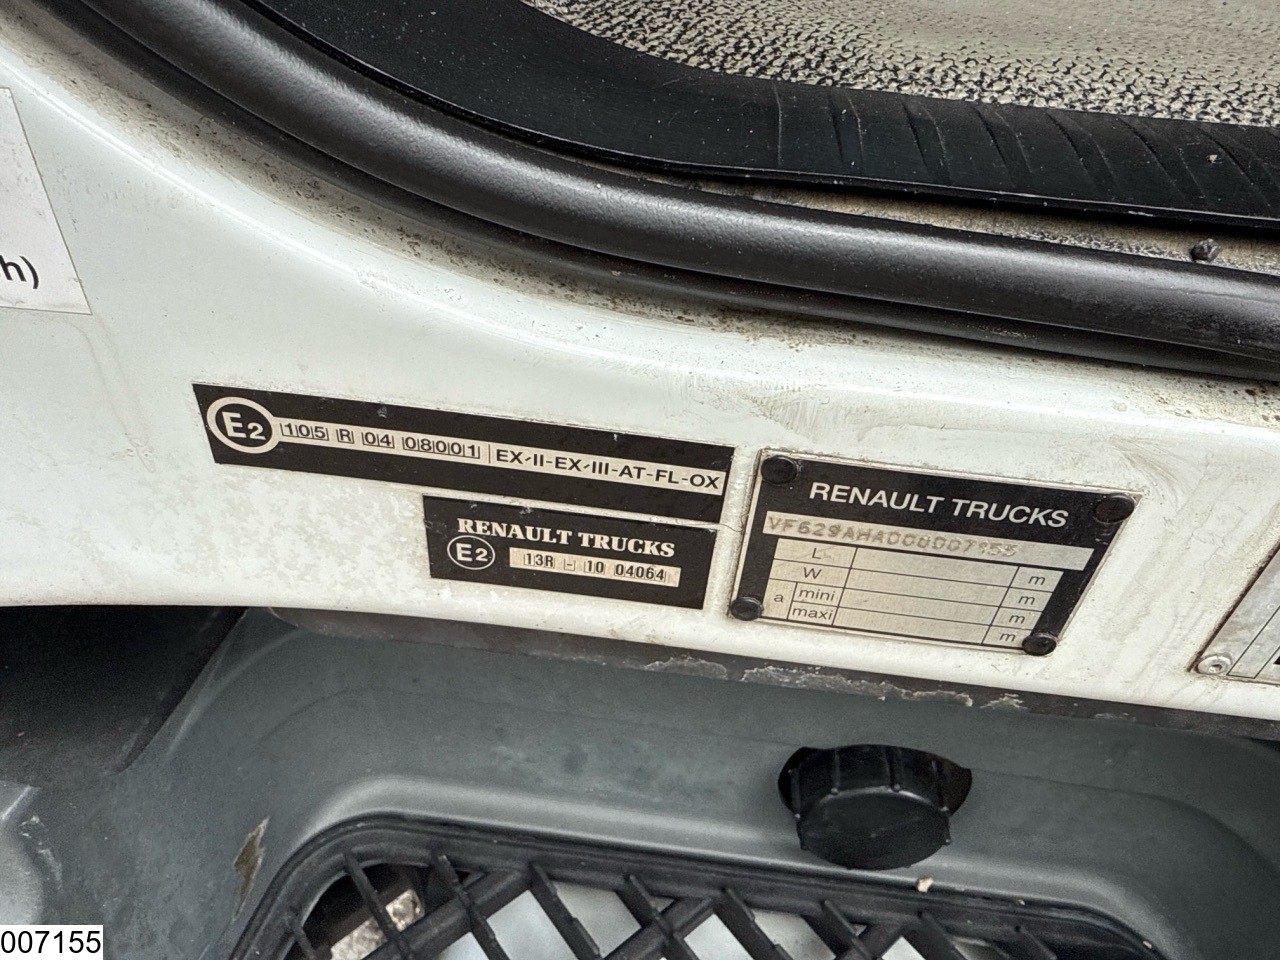 h)
E2 105 R 04 08001 EX-II-EX-III-AT-FL-OX
RENAULT TRUCKS
E2 13R - 10 04064
RENAULT TRUCKS
VF629AHA000007155
L m
W m
a mini m
maxi m
007155